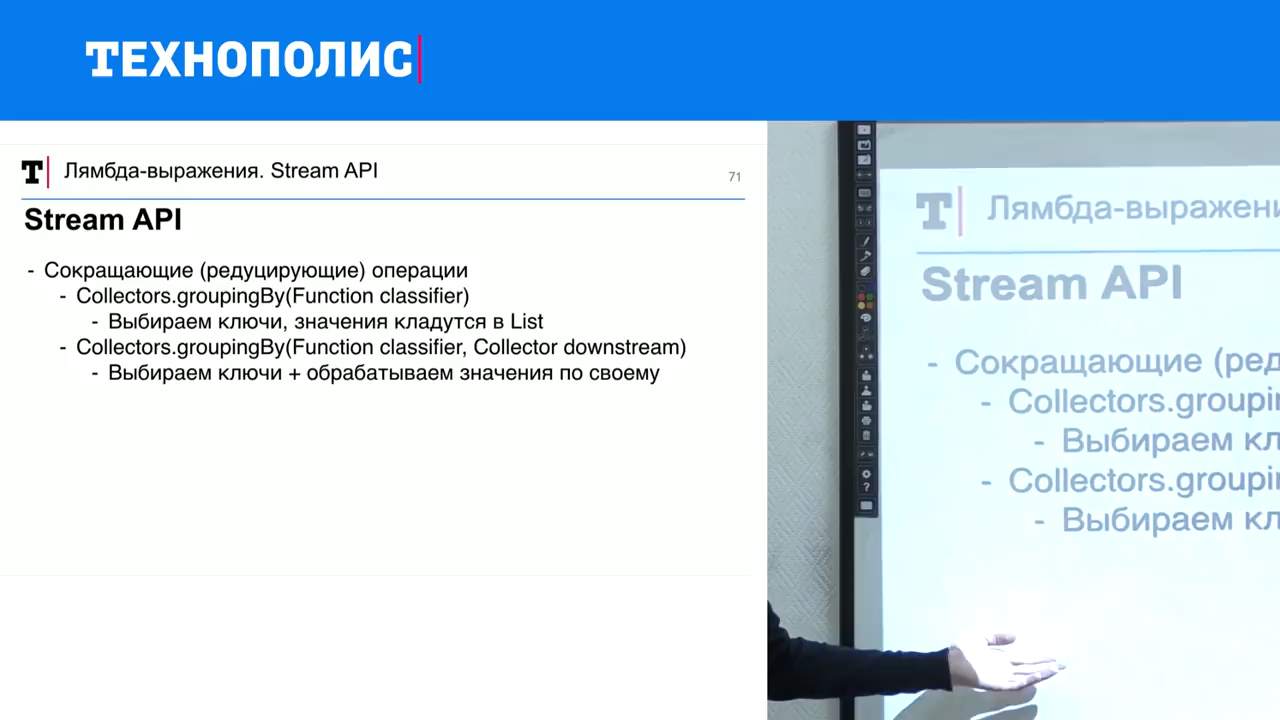 ТЕХНОПОЛИС
T Лямбда-выражения. Stream API
71
Stream API
- Сокращающие (редуцирующие) операции
- Collectors.groupingBy(Function classifier)
- Выбираем ключи, значения кладутся в List
- Collectors.groupingBy(Function classifier, Collector downstream)
- Выбираем ключи + обрабатываем значения по своему
T Лямбда-выражени
Stream API
- Сокращающие (ред
- Collectors.groupin
- Выбираем кл
- Collectors.groupin
- Выбираем кл